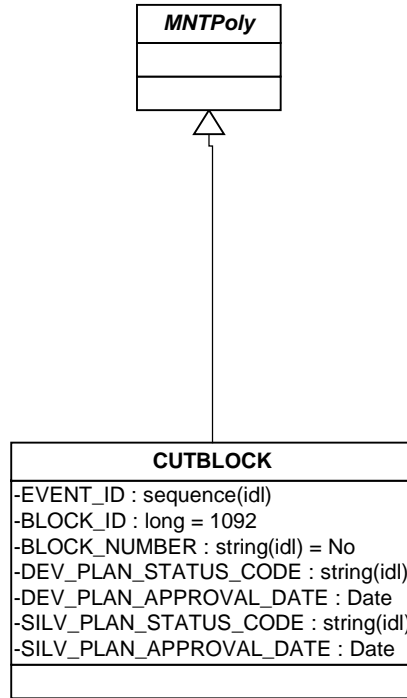 MNTPoly
CUTBLOCK
-EVENT_ID : sequence(idl)
-BLOCK_ID : long = 1092
-BLOCK_NUMBER : string(idl) = No
-DEV_PLAN_STATUS_CODE : string(idl)
-DEV_PLAN_APPROVAL_DATE : Date
-SILV_PLAN_STATUS_CODE : string(idl)
-SILV_PLAN_APPROVAL_DATE : Date